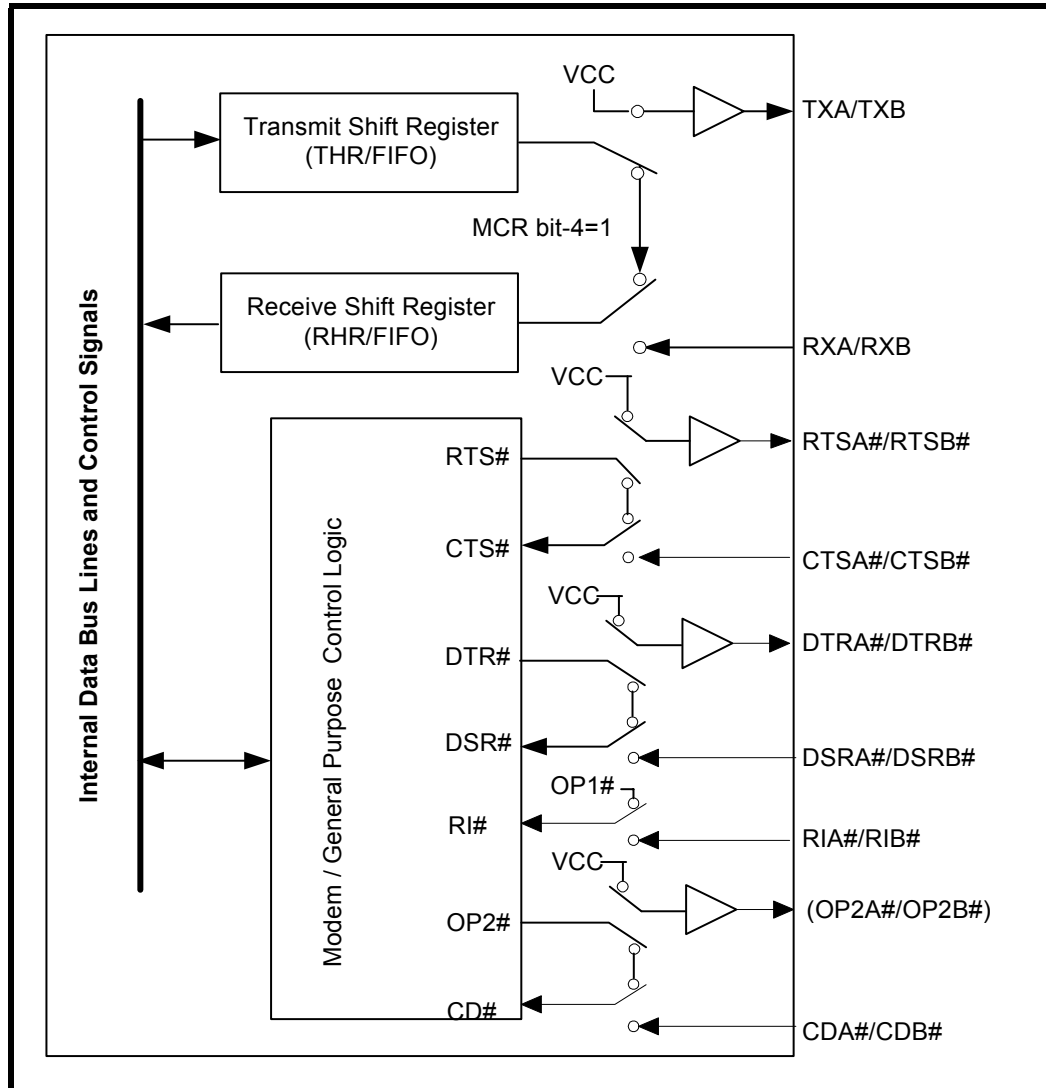 VCC
TXA/TXB
Transmit Shift Register
(THR/FIFO)
MCR bit-4=1
Receive Shift Register
(RHR/FIFO)
RXA/RXB
VCC
RTSA#/RTSB#
RTS#
CTS#
CTSA#/CTSB#
VCC
DTRA#/DTRB#
DTR#
DSR#
DSRA#/DSRB#
OP1#
RI#
RIA#/RIB#
VCC
(OP2A#/OP2B#)
OP2#
CD#
CDA#/CDB#
Internal Data Bus Lines and Control Signals
Modem / General Purpose Control Logic